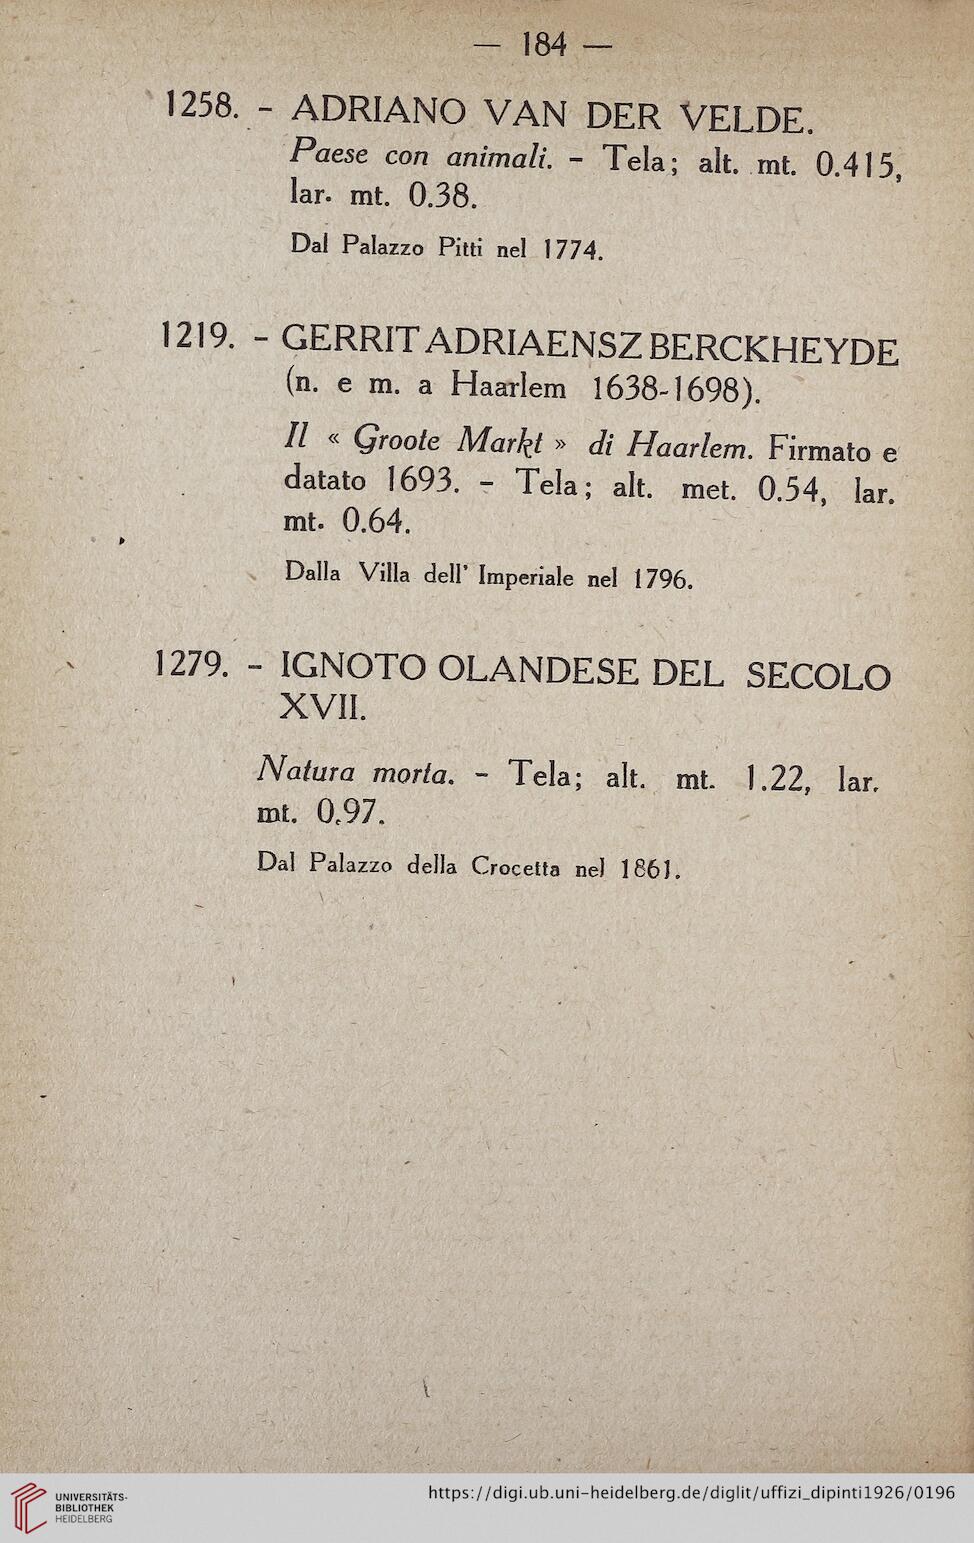 — 184 —
1258. - ADRIANO VAN DER VELDE.
Paese con animali. - Tela; alt. mt. 0.415,
lar. mt. 0.38.
Dal Palazzo Pitti nel 1774.
1219. - GERRIT ADRIAENSZ BERCKHEYDE
(n. e m. a Haarlem 1638-1698).
Il « Groote Markt » di Haarlem. Firmato e
datato 1693. - Tela; alt. met. 0.54, lar.
mt. 0.64.
Dalla Villa dell' Imperiale nel 1796.
1279. - IGNOTO OLANDESE DEL SECOLO
XVII.
Natura morta. - Tela; alt. mt. 1.22, lar.
mt. 0.97.
Dal Palazzo della Crocetta nel 1861.
UNIVERSITÄTS-
BIBLIOTHEK
HEIDELBERG
https://digi.ub.uni-heidelberg.de/diglit/uffizi_dipinti1926/0196